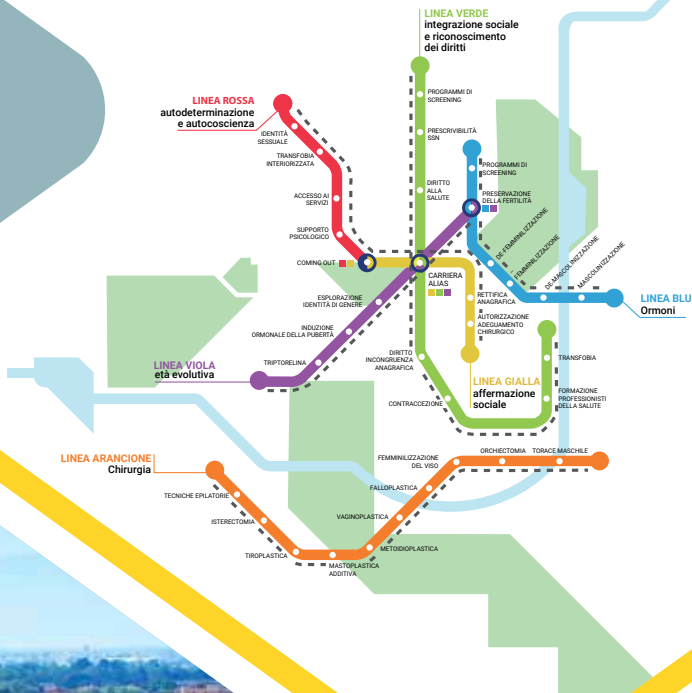 LINEA VERDE
integrazione sociale
e riconoscimento
dei diritti
PROGRAMMI DI
SCREENING
PRESCRIVIBILITÀ
SSN
DIRITTO
ALLA
SALUTE
LINEA ROSSA
autodeterminazione
e autocoscienza
IDENTITÀ
SESSUALE
TRANSFOBIA
INTERIORIZZATA
ACCESSO AI
SERVIZI
SUPPORTO
PSICOLOGICO
COMING OUT
PROGRAMMI DI
SCREENING
PRESERVAZIONE
DELLA FERTILITÀ
DE-FEMMINILIZZAZIONE
FEMMINILIZZAZIONE
DE-MASCOLINIZZAZIONE
MASCOLINIZZAZIONE
LINEA BLU
Ormoni
CARRIERA
ALIAS
RETTIFICA
ANAGRAFICA
AUTORIZZAZIONE
ADEGUAMENTO
CHIRURGICO
LINEA GIALLA
affermazione
sociale
ESPLORAZIONE
IDENTITÀ DI GENERE
INDUZIONE
ORMONALE DELLA PUBERTÀ
TRIPTORELINA
LINEA VIOLA
età evolutiva
DIRITTO
INCONGRUENZA
ANAGRAFICA
CONTRACCEZIONE
TRANSFOBIA
FORMAZIONE
PROFESSIONISTI
DELLA SALUTE
LINEA ARANCIONE
Chirurgia
TECNICHE EPILATORIE
ISTERECTOMIA
TIROPLASTICA
MASTOPLASTICA
ADDITIVA
METOIDIOPLASTICA
VAGINOPLASTICA
FALLOPLASTICA
FEMMINILIZZAZIONE
DEL VISO
ORCHIECTOMIA
TORACE MASCHILE